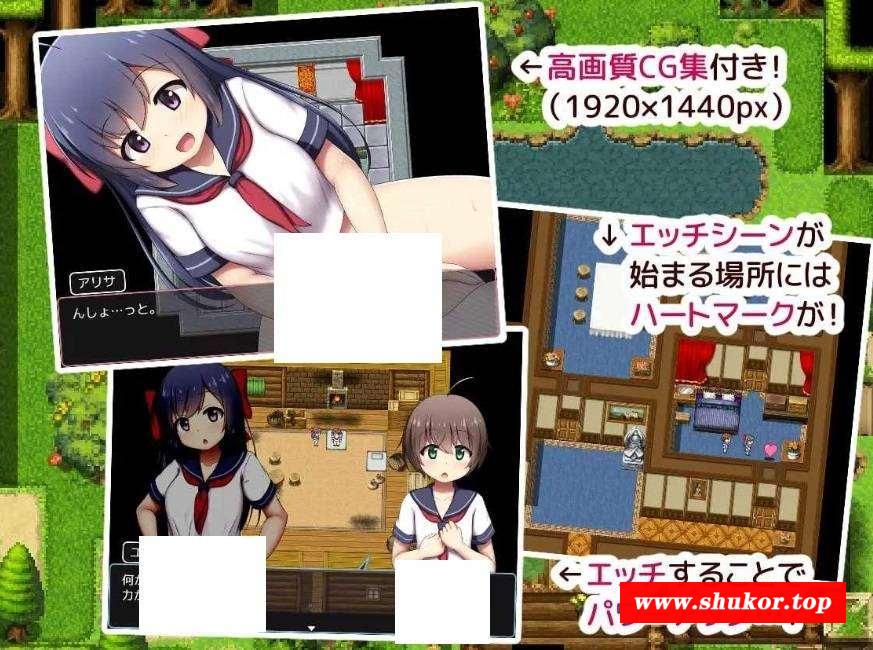 ←高画質CG集付き！
（1920×1440px）
アリサ
んしょ…っと。
↓エッチシーンが
始まる場所には
ハートマークが！
←エッチすることで
www.shukor.top